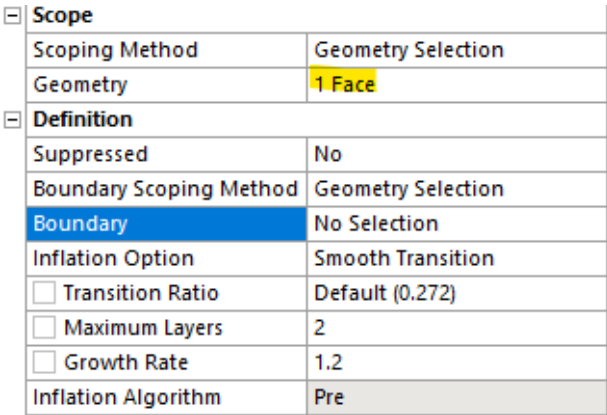 Scope
Scoping Method Geometry Selection
Geometry 1 Face
Definition
Suppressed No
Boundary Scoping Method Geometry Selection
Boundary No Selection
Inflation Option Smooth Transition
Transition Ratio Default (0.272)
Maximum Layers 2
Growth Rate 1.2
Inflation Algorithm Pre